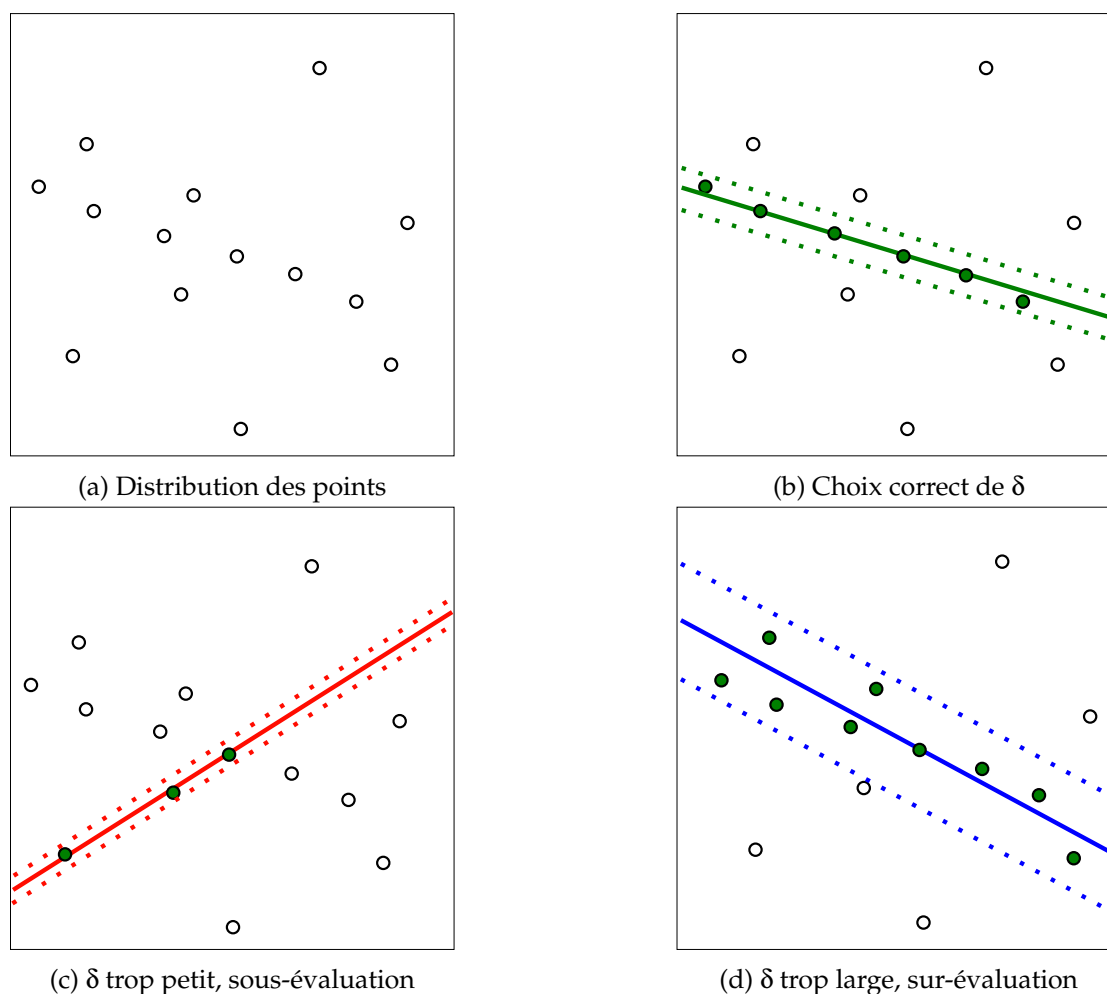 (a) Distribution des points
(b) Choix correct de δ
(c) δ trop petit, sous-évaluation
(d) δ trop large, sur-évaluation